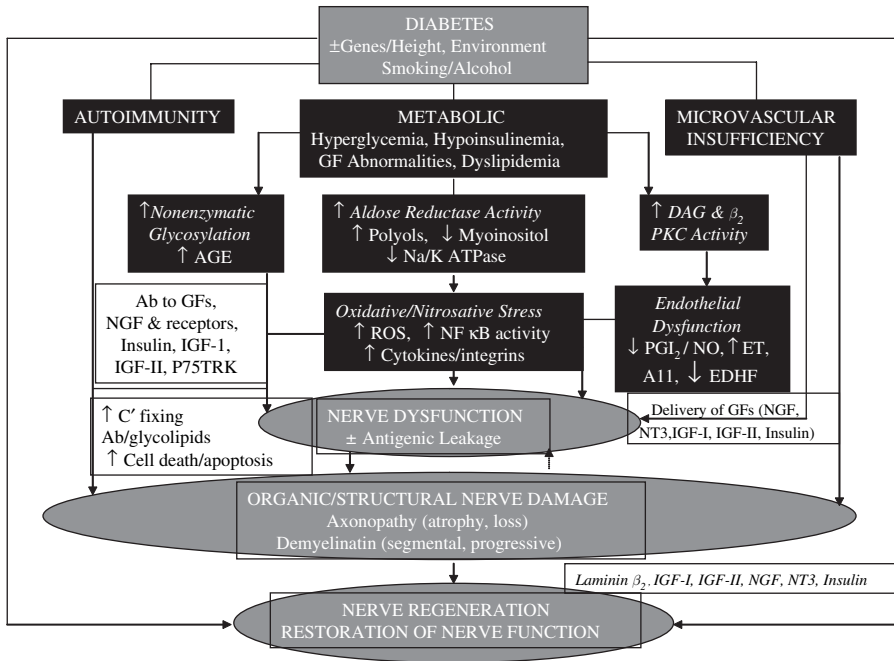 DIABETES
±Genes/Height, Environment
Smoking/Alcohol
AUTOIMMUNITY
METABOLIC
Hyperglycemia, Hypoinsulinemia,
GF Abnormalities, Dyslipidemia
MICROVASCULAR
INSUFFICIENCY
↑Nonenzymatic
Glycosylation
↑ AGE
↑ Aldose Reductase Activity
↑ Polyols, ↓ Myoinositol
↓ Na/K ATPase
↑ DAG & β₂
PKC Activity
Ab to GFs,
NGF & receptors,
Insulin, IGF-1,
IGF-II, P75TRK
Oxidative/Nitrosative Stress
↑ ROS, ↑ NF κB activity
↑ Cytokines/integrins
Endothelial
Dysfunction
↓ PGI₂ / NO, ↑ ET,
A11, ↓ EDHF
↑ C′ fixing
Ab/glycolipids
↑ Cell death/apoptosis
NERVE DYSFUNCTION
± Antigenic Leakage
Delivery of GFs (NGF,
NT3,IGF-I, IGF-II, Insulin)
ORGANIC/STRUCTURAL NERVE DAMAGE
Axonopathy (atrophy, loss)
Demyelinatin (segmental, progressive)
Laminin β₂. IGF-I, IGF-II, NGF, NT3, Insulin
NERVE REGENERATION
RESTORATION OF NERVE FUNCTION